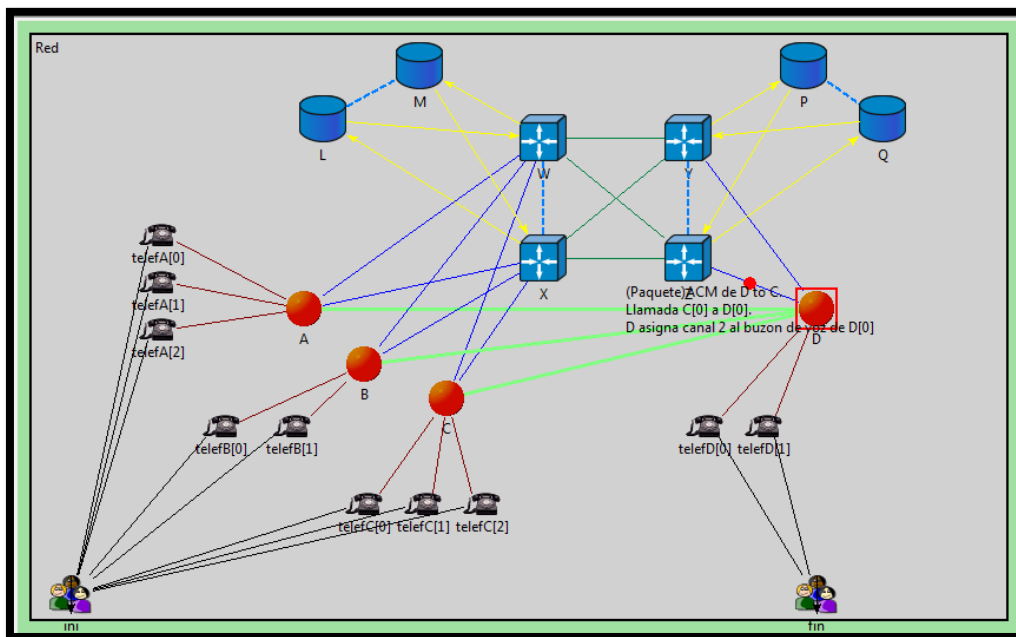 Red
M
P
L
Q
W
Y
telefA[0]
telefA[1]
X
Z
(Paquete) ACM de D to C.
Llamada C[0] a D[0].
D asigna canal 2 al buzon de voz de D[0]
telefA[2]
A
D
B
C
telefB[0]
telefB[1]
telefD[0]
telefD[1]
telefC[0]
telefC[1]
telefC[2]
ini
fin